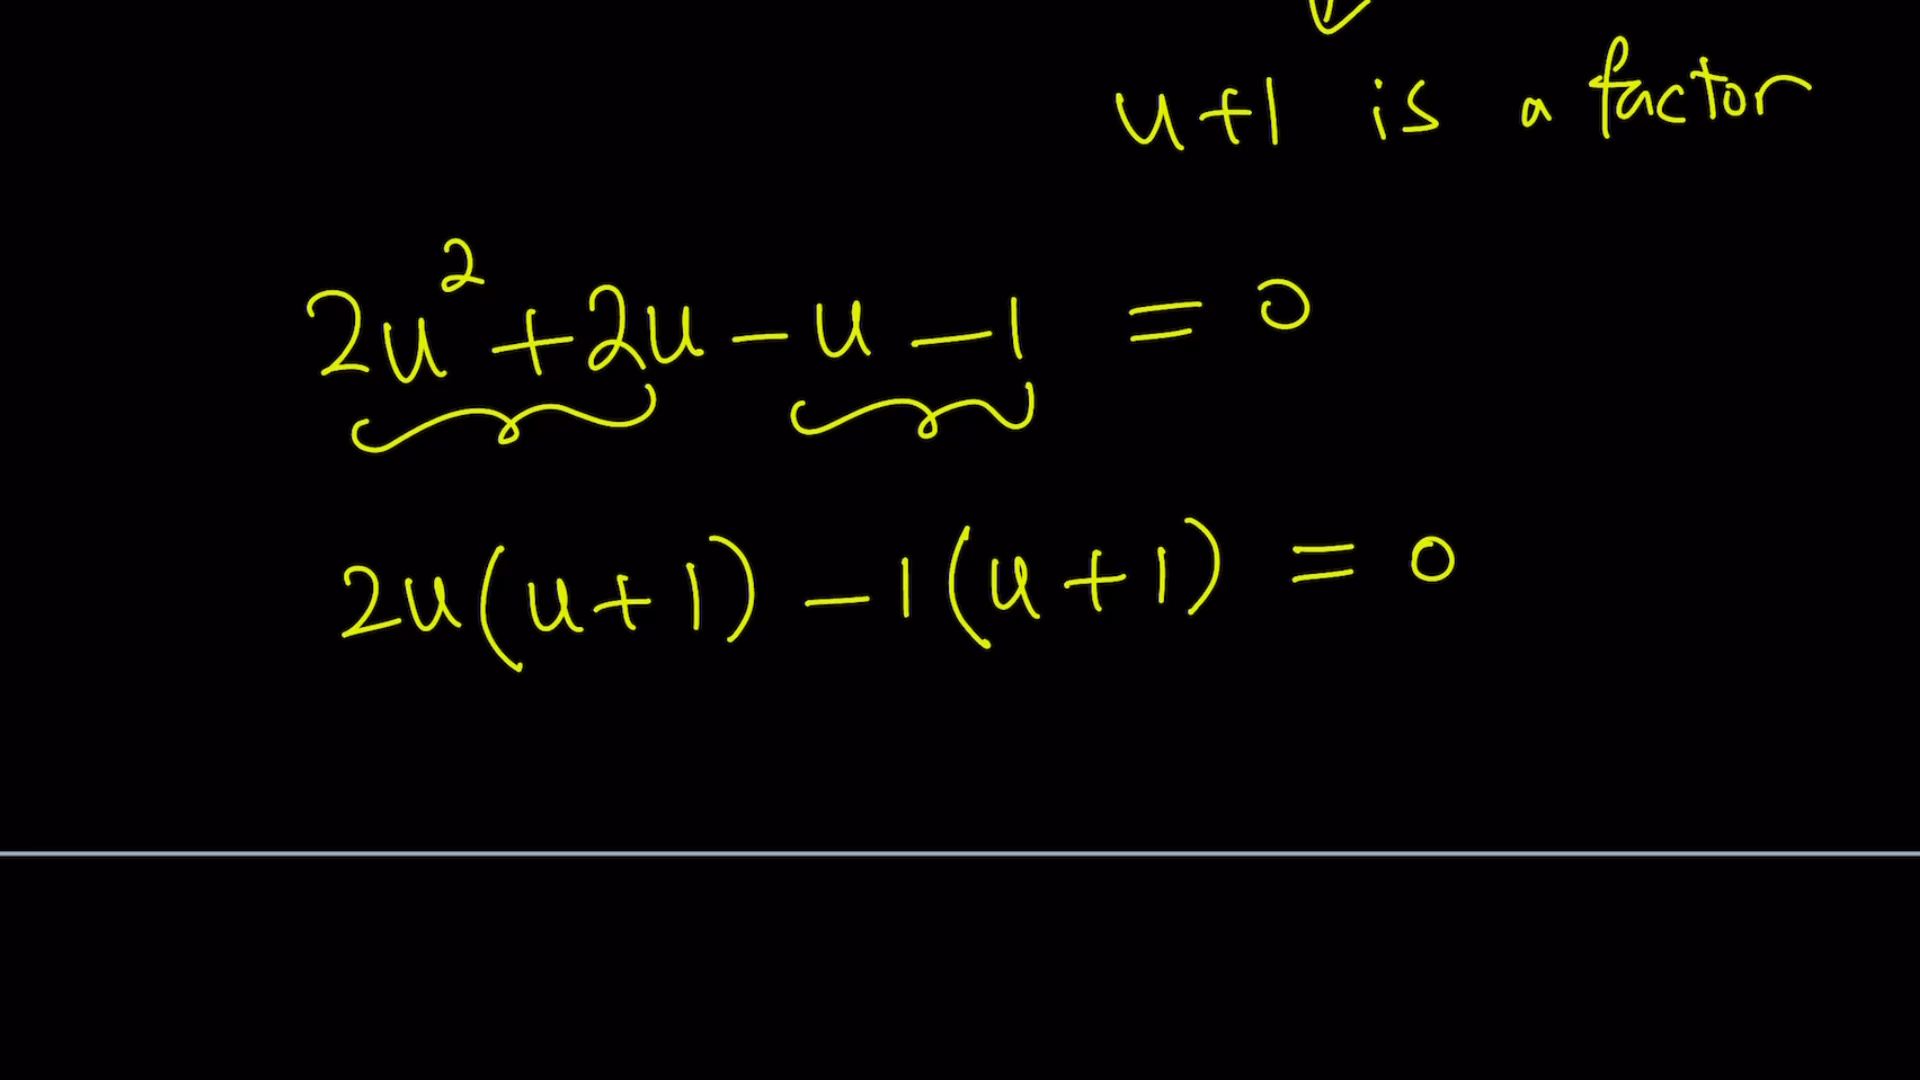 u+1 is a factor
2u² + 2u - u - 1 = 0
2u(u+1) - 1(u+1) = 0